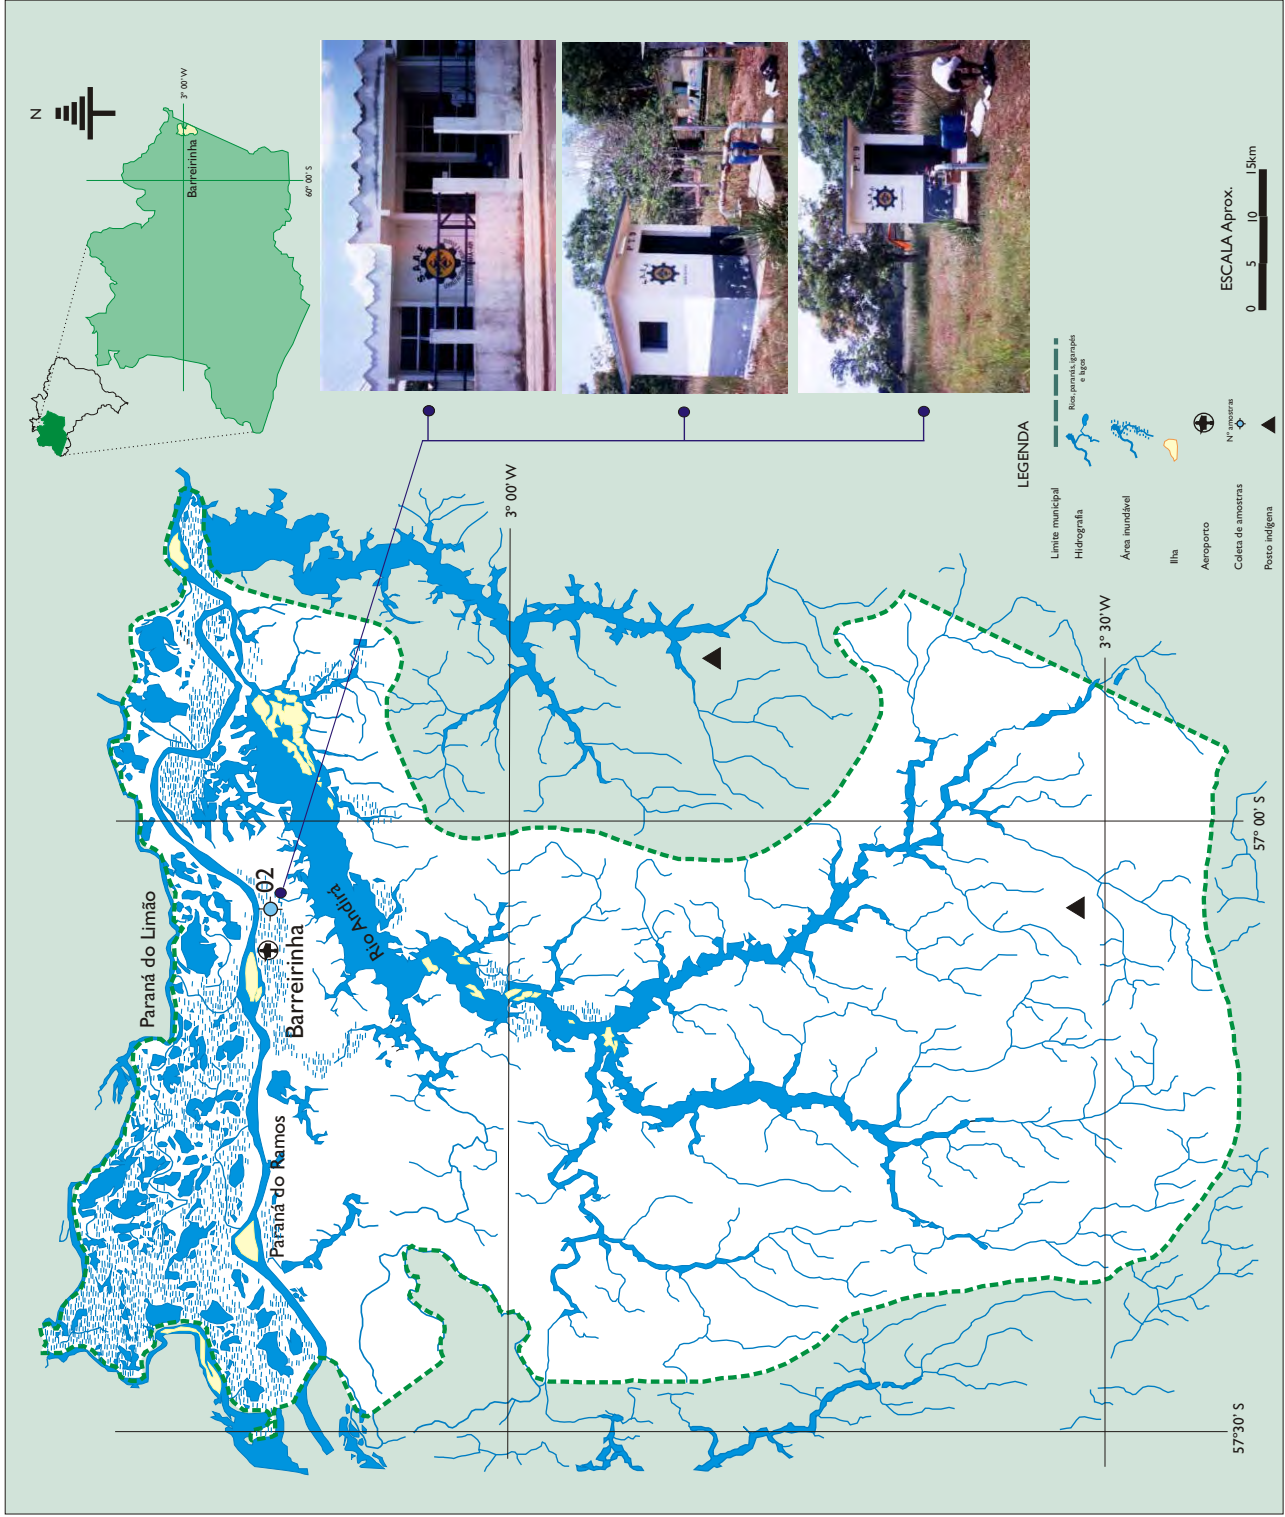 N
3° 00' W
Barreirinha
60° 00' S
Paraná do Limão
02
Barreirinha
Rio Andirá
Paraná do Ramos
3° 00' W
3° 30' W
57° 00' S
57°30' S
P T 9
P T 9
LEGENDA
Limite municipal
Hidrografia
Rios, paranás, igarapés
e lagos
Área inundável
Ilha
Aeroporto
Coleta de amostras
Nº amostras
Posto indígena
ESCALA Aprox.
0 5 10 15km